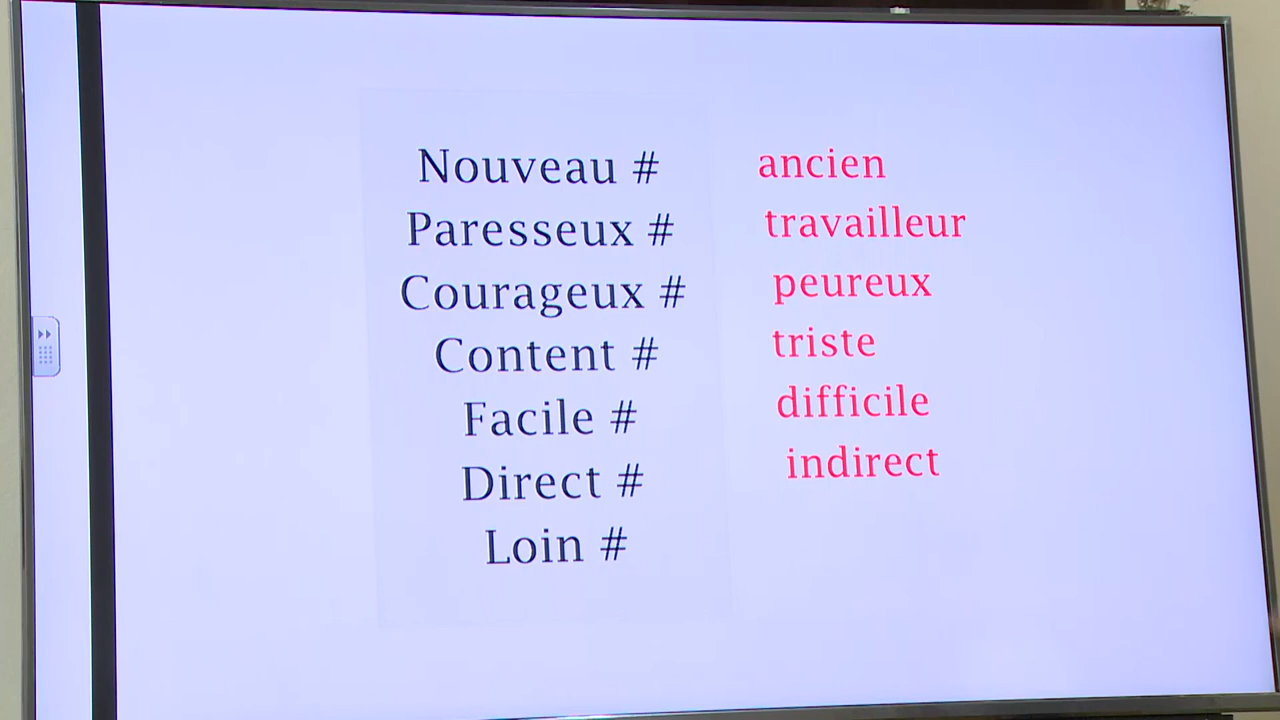 Nouveau # ancien
Paresseux # travailleur
Courageux # peureux
Content # triste
Facile # difficile
Direct # indirect
Loin #